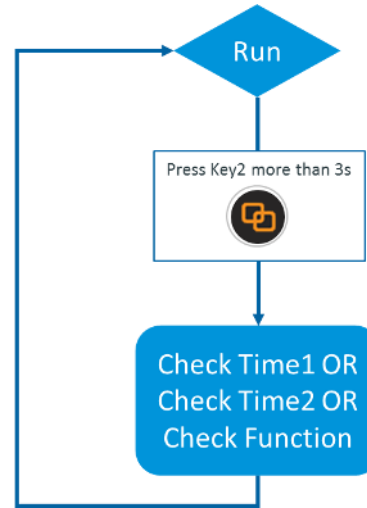 Run
Press Key2 more than 3s
Check Time1 OR
Check Time2 OR
Check Function